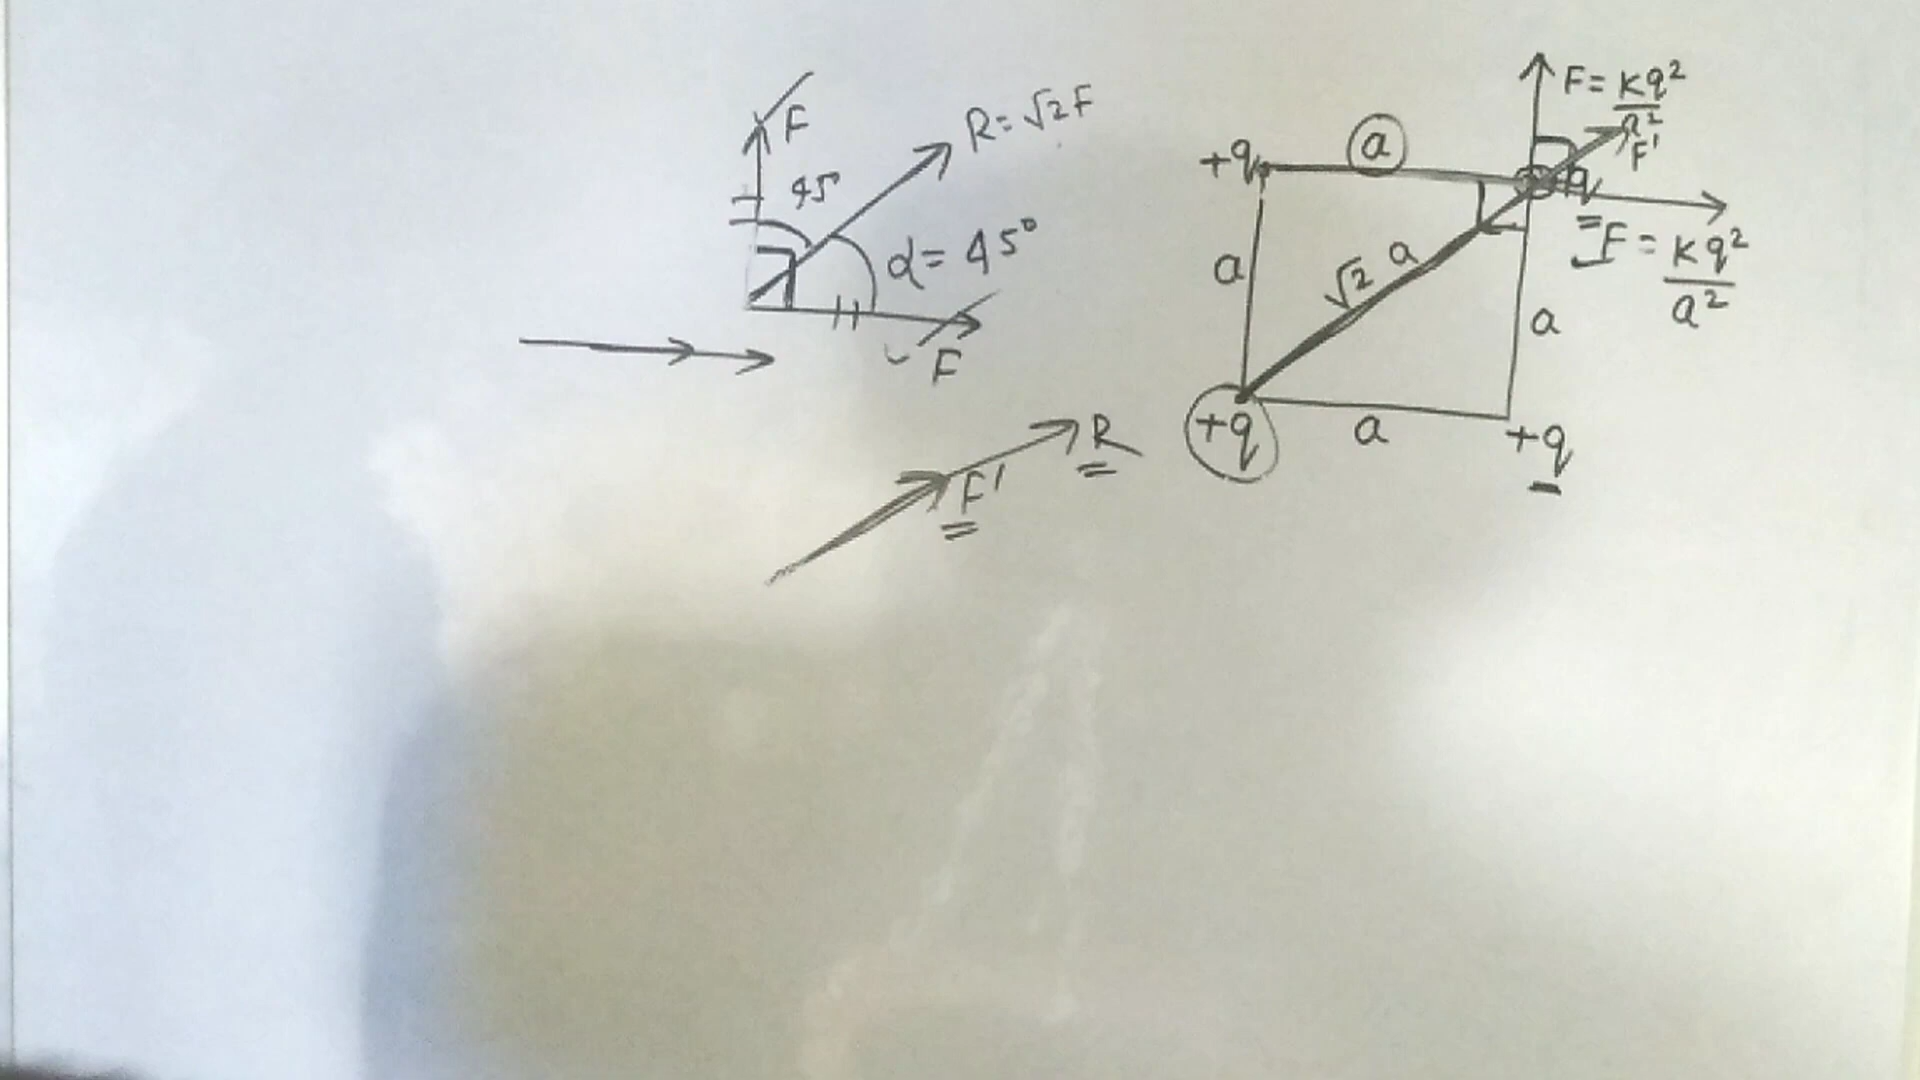 F
45
R = √2F
α = 45°
F
F'
R
F = Kq²
a²
F'
+q
a
q
F = Kq²
a²
a
√2 a
a
+q
a
+q